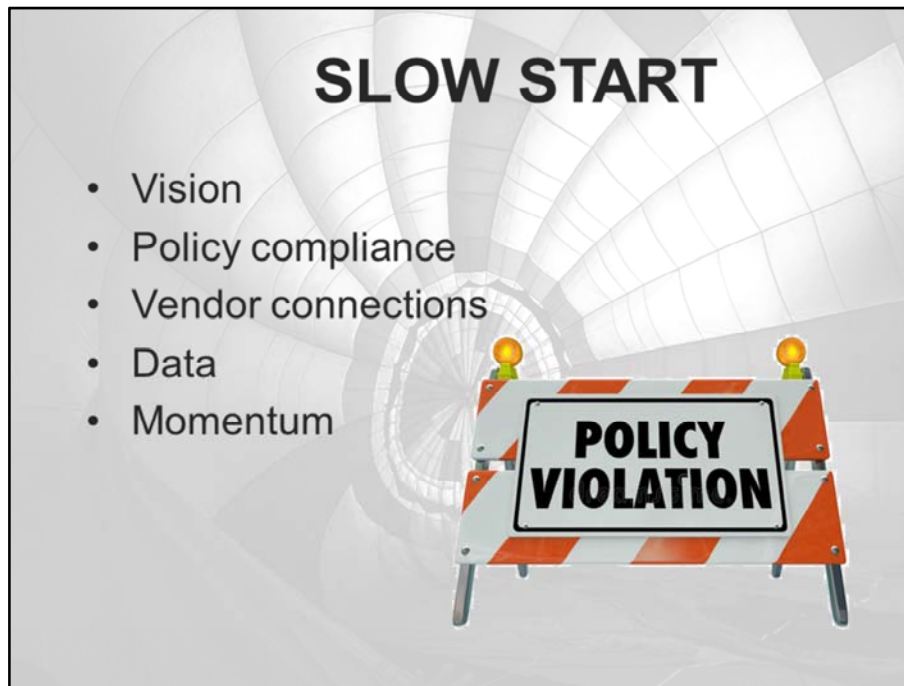 SLOW START
• Vision
• Policy compliance
• Vendor connections
• Data
• Momentum
POLICY
VIOLATION